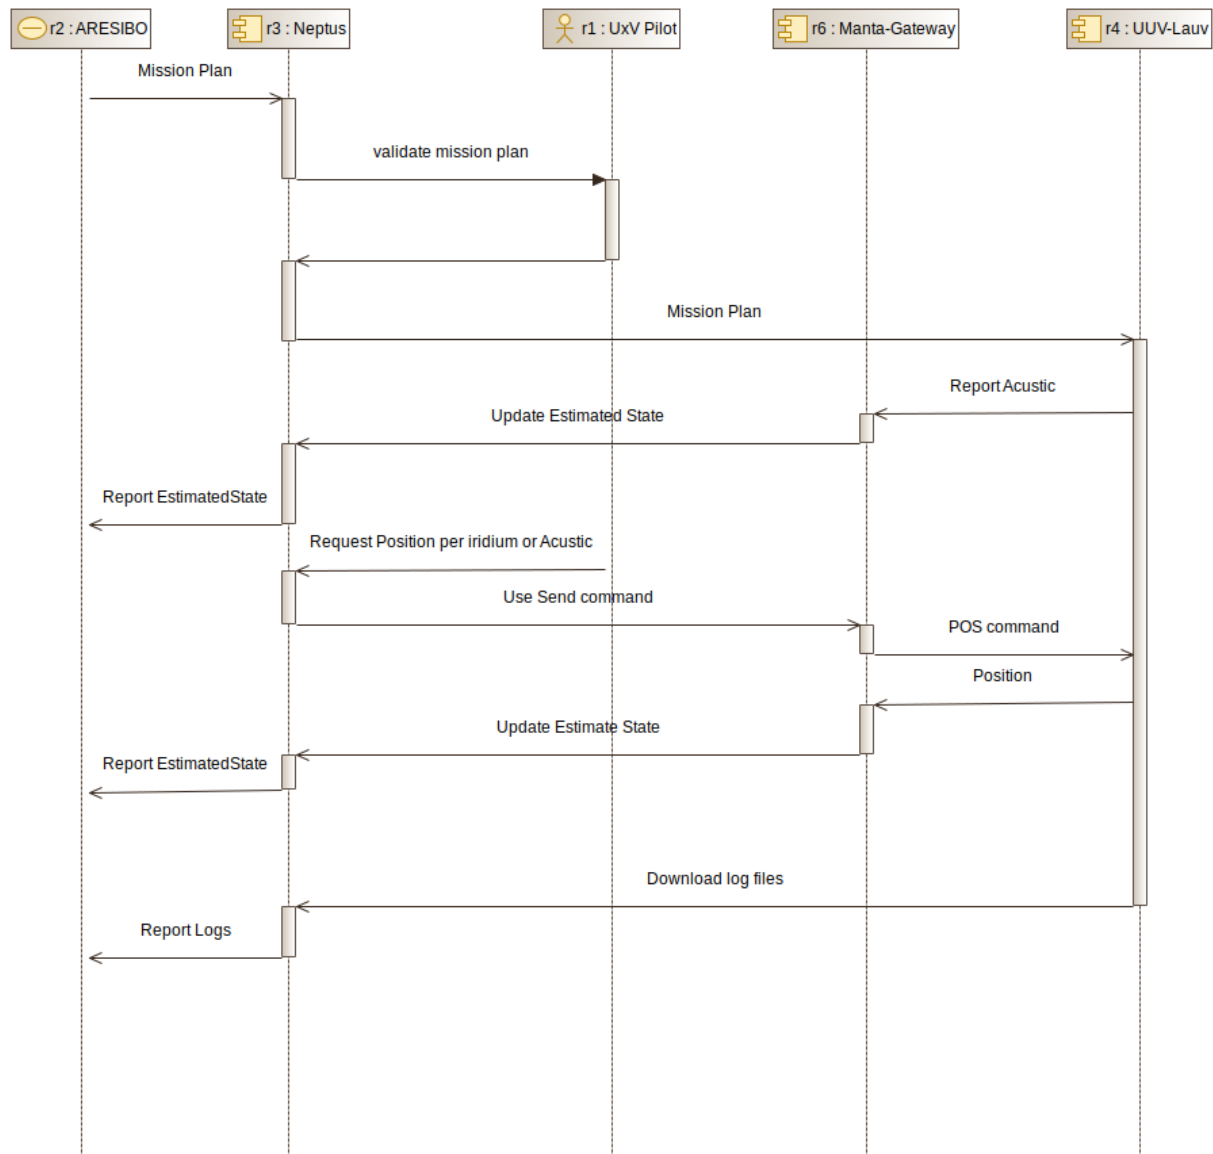 r2 : ARESIBO
r3 : Neptus
r1 : UxV Pilot
r6 : Manta-Gateway
r4 : UUV-Lauv
Mission Plan
validate mission plan
Mission Plan
Report Acustic
Update Estimated State
Report EstimatedState
Request Position per iridium or Acustic
Use Send command
POS command
Position
Update Estimate State
Report EstimatedState
Download log files
Report Logs